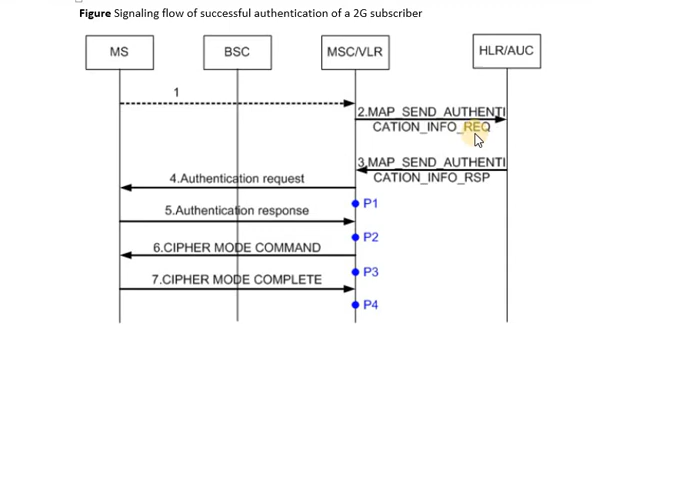 Figure Signaling flow of successful authentication of a 2G subscriber
MS
BSC
MSC/VLR
HLR/AUC
1
2.MAP_SEND_AUTHENTI
CATION_INFO_REQ
3.MAP_SEND_AUTHENTI
CATION_INFO_RSP
4.Authentication request
P1
5.Authentication response
P2
6.CIPHER MODE COMMAND
P3
7.CIPHER MODE COMPLETE
P4